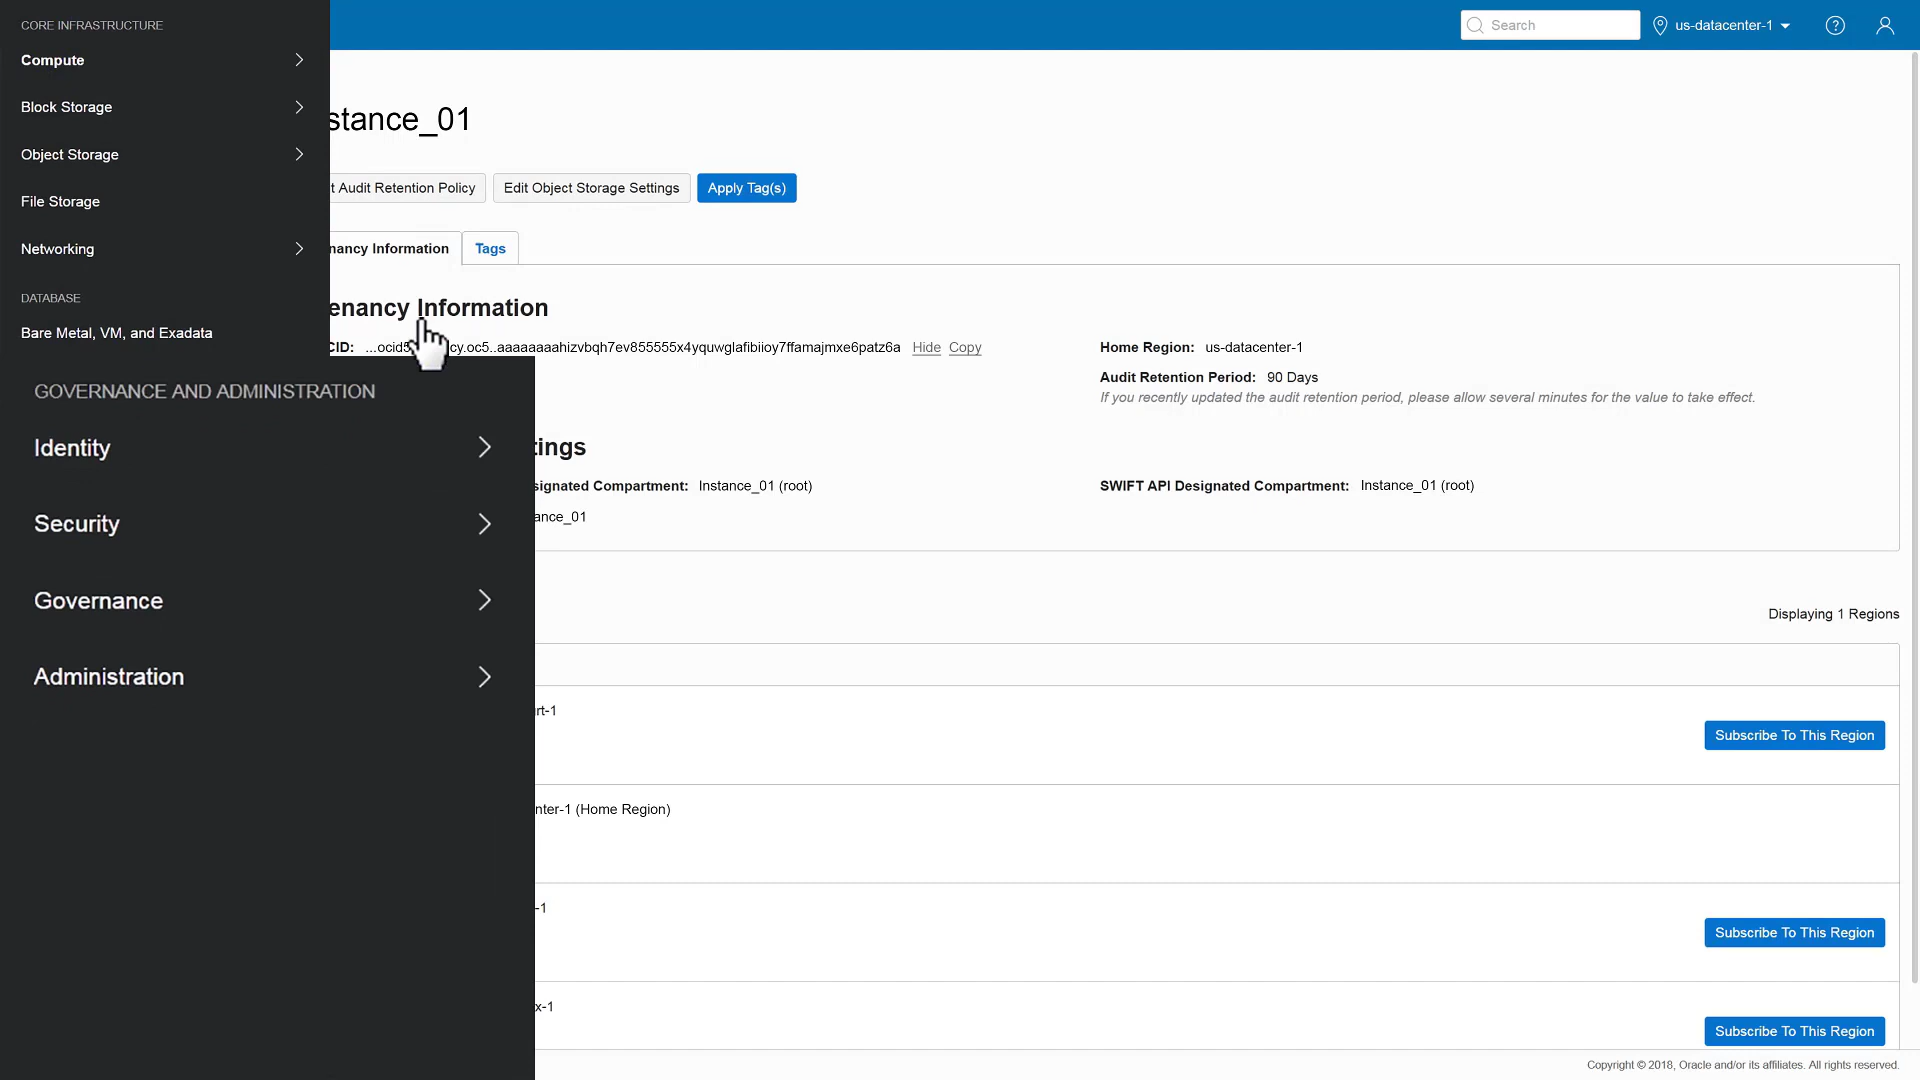 CORE INFRASTRUCTURE
Compute
Block Storage
Object Storage
File Storage
Networking
DATABASE
Bare Metal, VM, and Exadata
GOVERNANCE AND ADMINISTRATION
Identity
Security
Governance
Administration
Search
us-datacenter-1
stance_01
t Audit Retention Policy
Edit Object Storage Settings
Apply Tag(s)
nancy Information
Tags
enancy Information
CID: ...ocid5 cy.oc5..aaaaaaaahizvbqh7ev855555x4yquwglafibiioy7ffamajmxe6patz6a Hide Copy
Home Region: us-datacenter-1
Audit Retention Period: 90 Days
If you recently updated the audit retention period, please allow several minutes for the value to take effect.
tings
signated Compartment: Instance_01 (root)
SWIFT API Designated Compartment: Instance_01 (root)
ance_01
Displaying 1 Regions
rt-1
Subscribe To This Region
nter-1 (Home Region)
-1
Subscribe To This Region
x-1
Subscribe To This Region
Copyright © 2018, Oracle and/or its affiliates. All rights reserved.